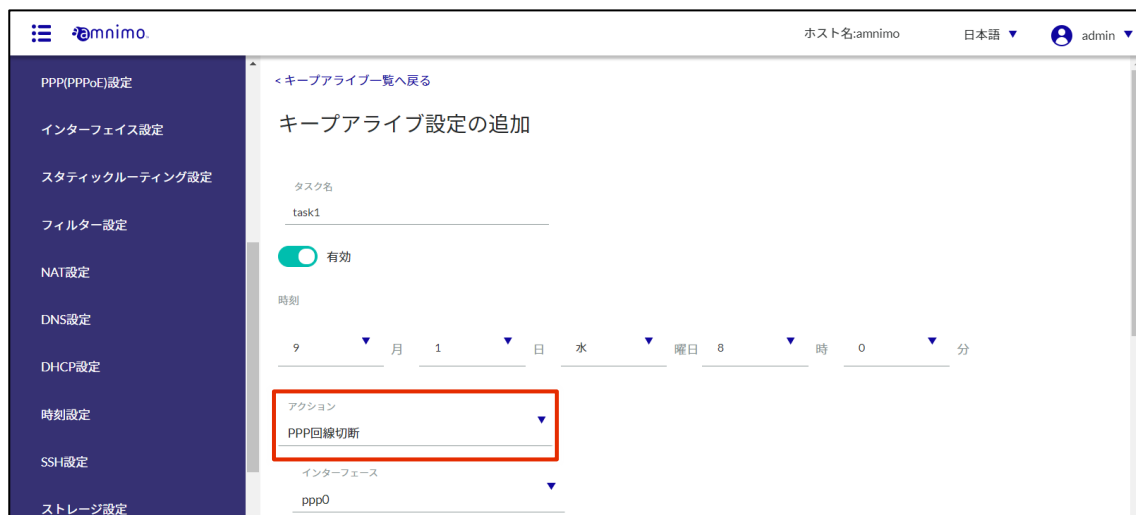 amnimo
ホスト名:amnimo
日本語
admin
PPP(PPPoE)設定
インターフェイス設定
スタティックルーティング設定
フィルター設定
NAT設定
DNS設定
DHCP設定
時刻設定
SSH設定
ストレージ設定
< キープアライブ一覧へ戻る
キープアライブ設定の追加
タスク名
task1
有効
時刻
9 月 1 日 水 曜日 8 時 0 分
アクション
PPP回線切断
インターフェース
ppp0